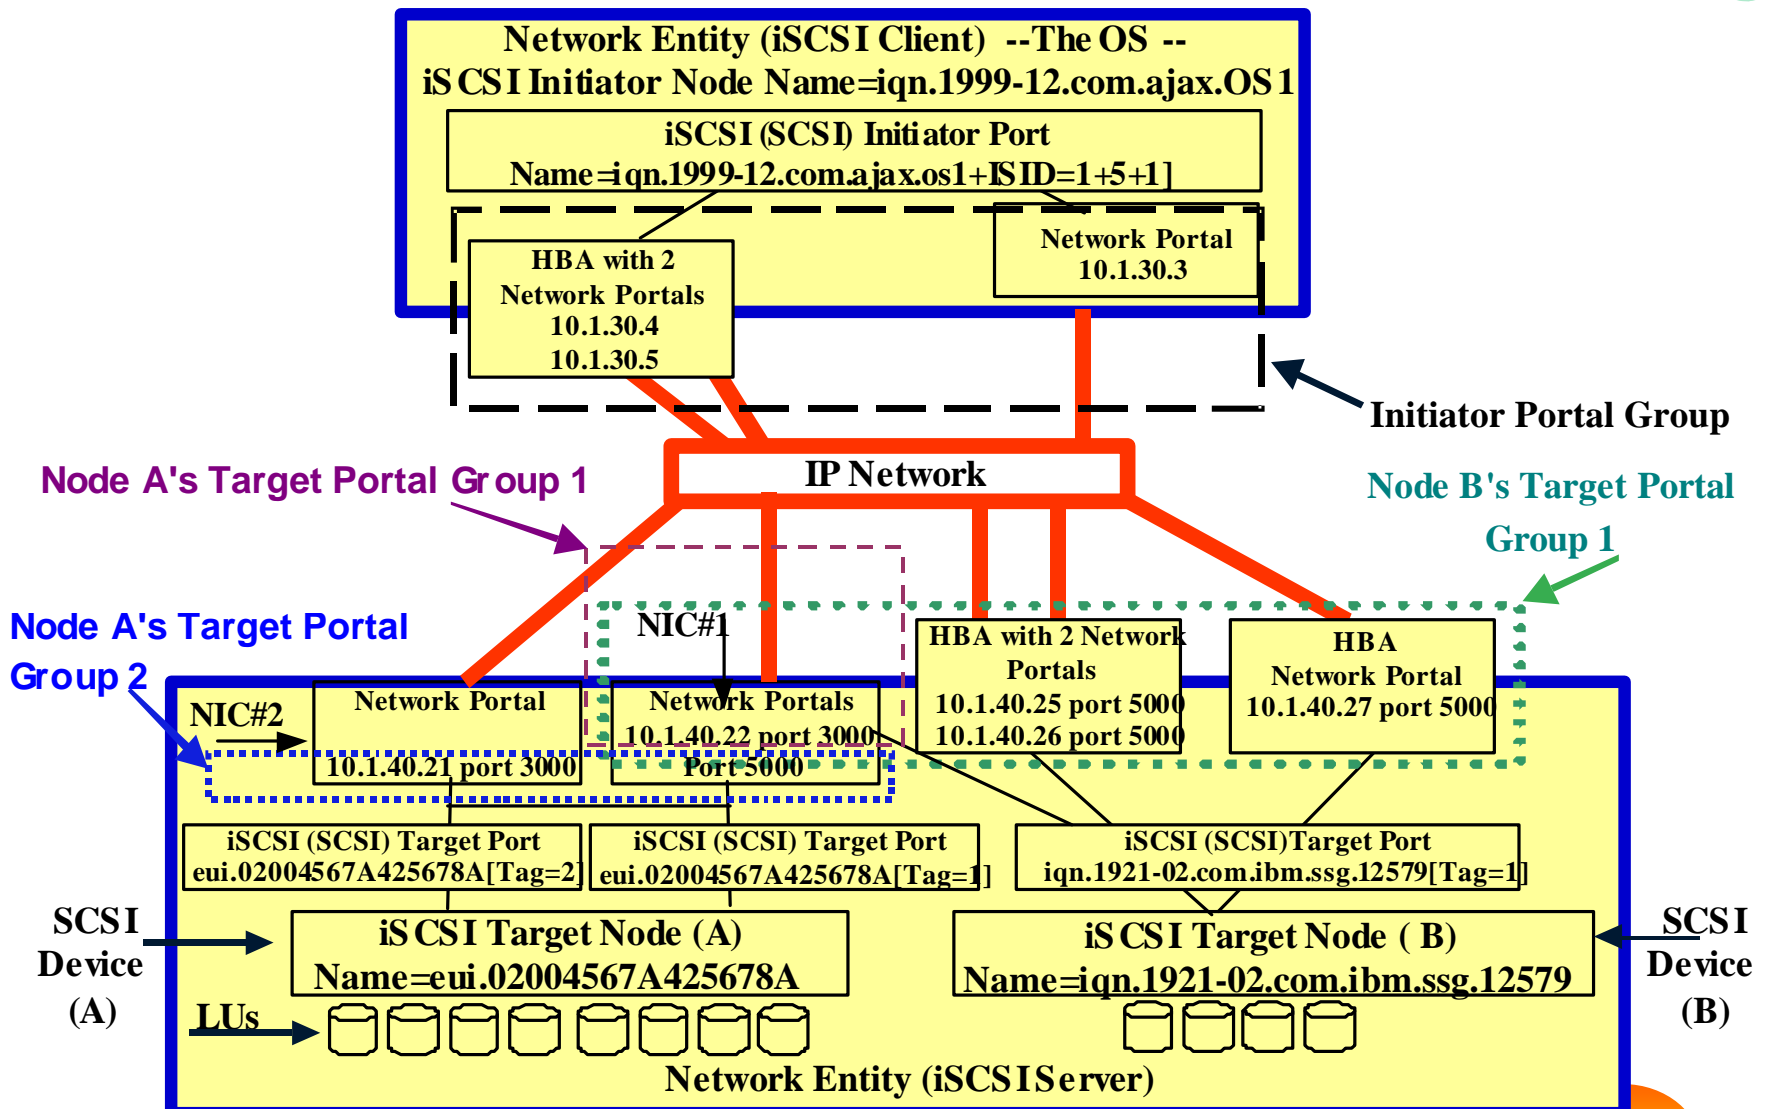 Network Entity (iSCSI Client) --The OS --
iSCSI Initiator Node Name=iqn.1999-12.com.ajax.OS1
iSCSI (SCSI) Initiator Port
Name=iqn.1999-12.com.ajax.os1+ISID=1+5+1]
HBA with 2
Network Portals
10.1.30.4
10.1.30.5
Network Portal
10.1.30.3
Initiator Portal Group
IP Network
Node A's Target Portal Group 1
Node B's Target Portal
Group 1
Node A's Target Portal
Group 2
NIC#1
NIC#2
Network Portal
10.1.40.21 port 3000
Network Portals
10.1.40.22 port 3000
Port 5000
HBA with 2 Network
Portals
10.1.40.25 port 5000
10.1.40.26 port 5000
HBA
Network Portal
10.1.40.27 port 5000
iSCSI (SCSI) Target Port
eui.02004567A425678A[Tag=2]
iSCSI (SCSI) Target Port
eui.02004567A425678A[Tag=1]
iSCSI (SCSI)Target Port
iqn.1921-02.com.ibm.ssg.12579[Tag=1]
SCSI
Device
(A)
iSCSI Target Node (A)
Name=eui.02004567A425678A
iSCSI Target Node ( B)
Name=iqn.1921-02.com.ibm.ssg.12579
SCSI
Device
(B)
LUs
Network Entity (iSCSI Server)